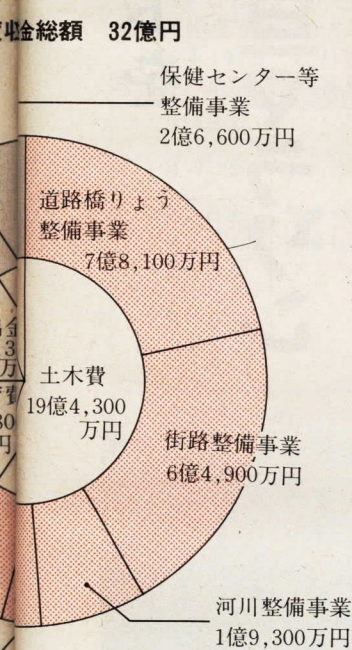 金総額 32億円
保健センター等
整備事業
2億6,600万円
道路橋りょう
整備事業
7億8,100万円
土木費
19億4,300
万円
街路整備事業
6億4,900万円
河川整備事業
1億9,300万円